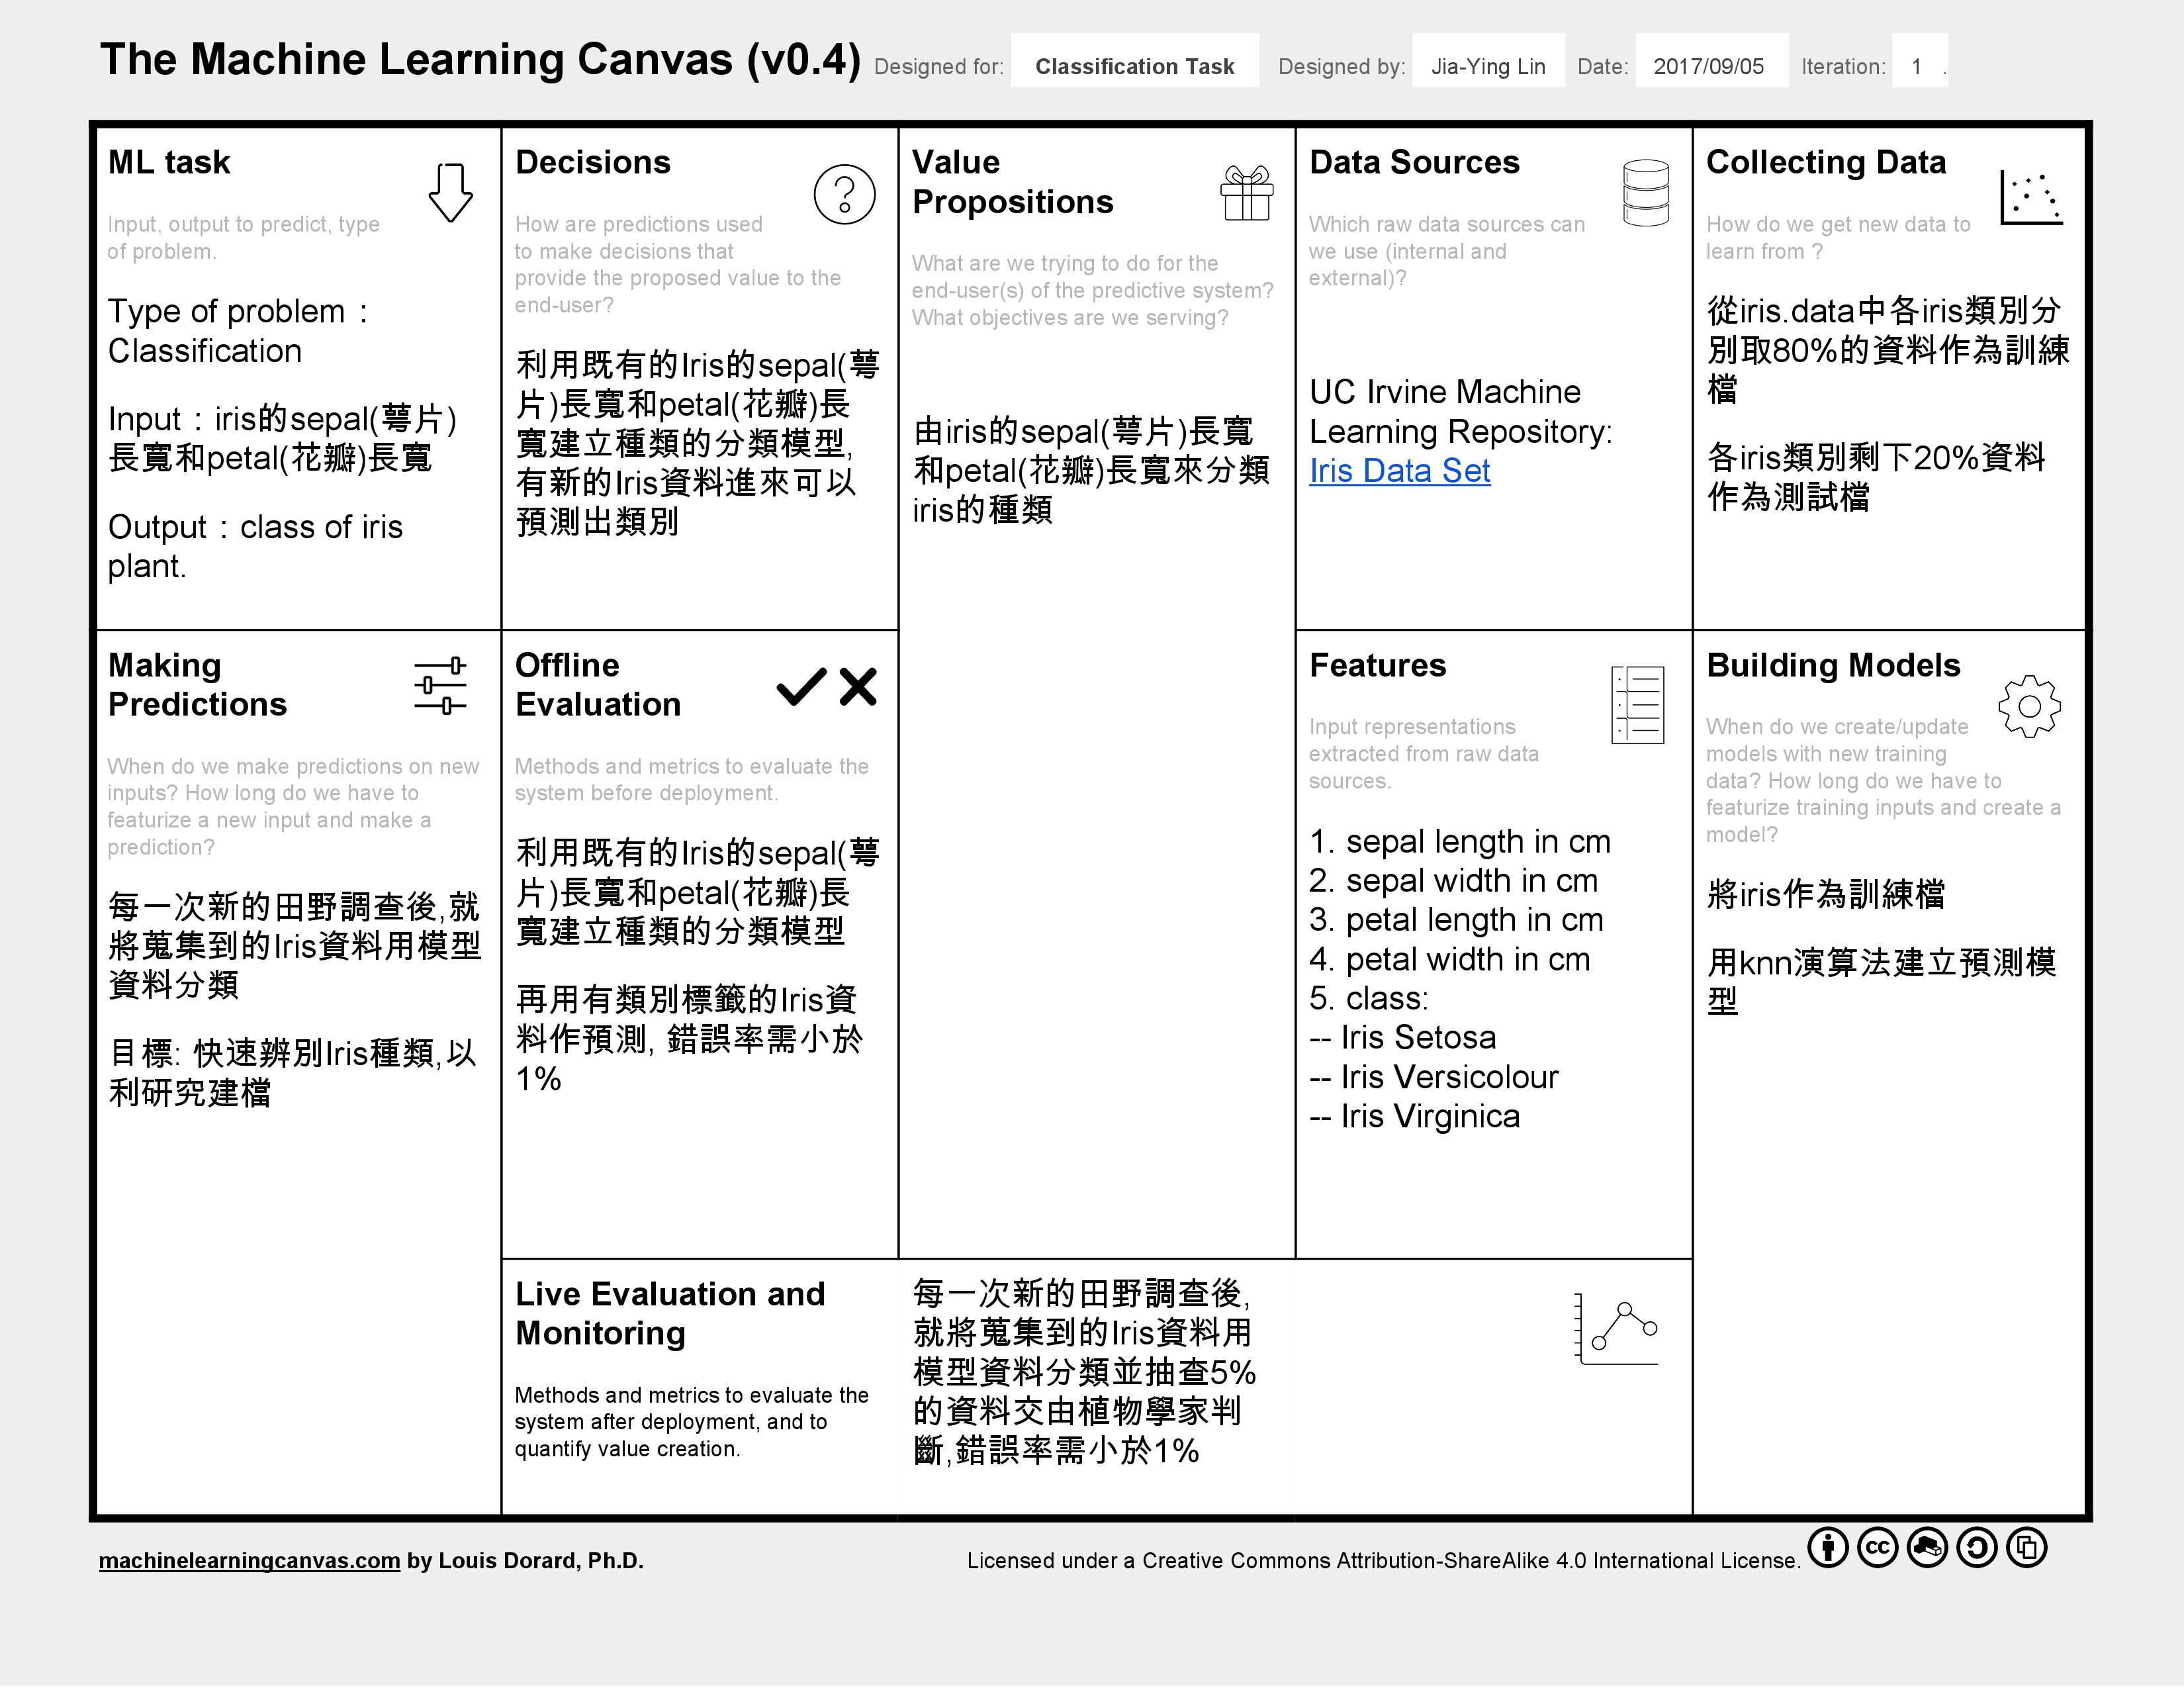 The Machine Learning Canvas (v0.4) Designed for: Classification Task Designed by: Jia-Ying Lin Date: 2017/09/05 Iteration: 1 .
ML task
Input, output to predict, type
of problem.
Type of problem：
Classification
Input：iris的sepal(萼片)
長寬和petal(花瓣)長寬
Output：class of iris
plant.
Decisions
How are predictions used
to make decisions that
provide the proposed value to the
end-user?
利用既有的Iris的sepal(萼
片)長寬和petal(花瓣)長
寬建立種類的分類模型,
有新的Iris資料進來可以
預測出類別
Value
Propositions
What are we trying to do for the
end-user(s) of the predictive system?
What objectives are we serving?
由iris的sepal(萼片)長寬
和petal(花瓣)長寬來分類
iris的種類
Data Sources
Which raw data sources can
we use (internal and
external)?
UC Irvine Machine
Learning Repository:
Iris Data Set
Collecting Data
How do we get new data to
learn from ?
從iris.data中各iris類別分
別取80%的資料作為訓練
檔
各iris類別剩下20%資料
作為測試檔
Making
Predictions
When do we make predictions on new
inputs? How long do we have to
featurize a new input and make a
prediction?
每一次新的田野調查後,就
將蒐集到的Iris資料用模型
資料分類
目標: 快速辨別Iris種類,以
利研究建檔
Offline
Evaluation
Methods and metrics to evaluate the
system before deployment.
利用既有的Iris的sepal(萼
片)長寬和petal(花瓣)長
寬建立種類的分類模型
再用有類別標籤的Iris資
料作預測, 錯誤率需小於
1%
Features
Input representations
extracted from raw data
sources.
1. sepal length in cm
2. sepal width in cm
3. petal length in cm
4. petal width in cm
5. class:
-- Iris Setosa
-- Iris Versicolour
-- Iris Virginica
Building Models
When do we create/update
models with new training
data? How long do we have to
featurize training inputs and create a
model?
將iris作為訓練檔
用knn演算法建立預測模
型
Live Evaluation and
Monitoring
Methods and metrics to evaluate the
system after deployment, and to
quantify value creation.
每一次新的田野調查後,
就將蒐集到的Iris資料用
模型資料分類並抽查5%
的資料交由植物學家判
斷,錯誤率需小於1%
machinelearningcanvas.com by Louis Dorard, Ph.D.
Licensed under a Creative Commons Attribution-ShareAlike 4.0 International License.
cc